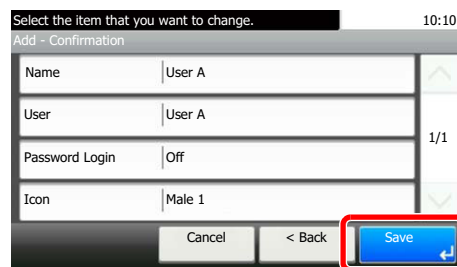 Select the item that you want to change. 10:10
Add - Confirmation
Name User A
User User A
1/1
Password Login Off
Icon Male 1
Cancel < Back Save